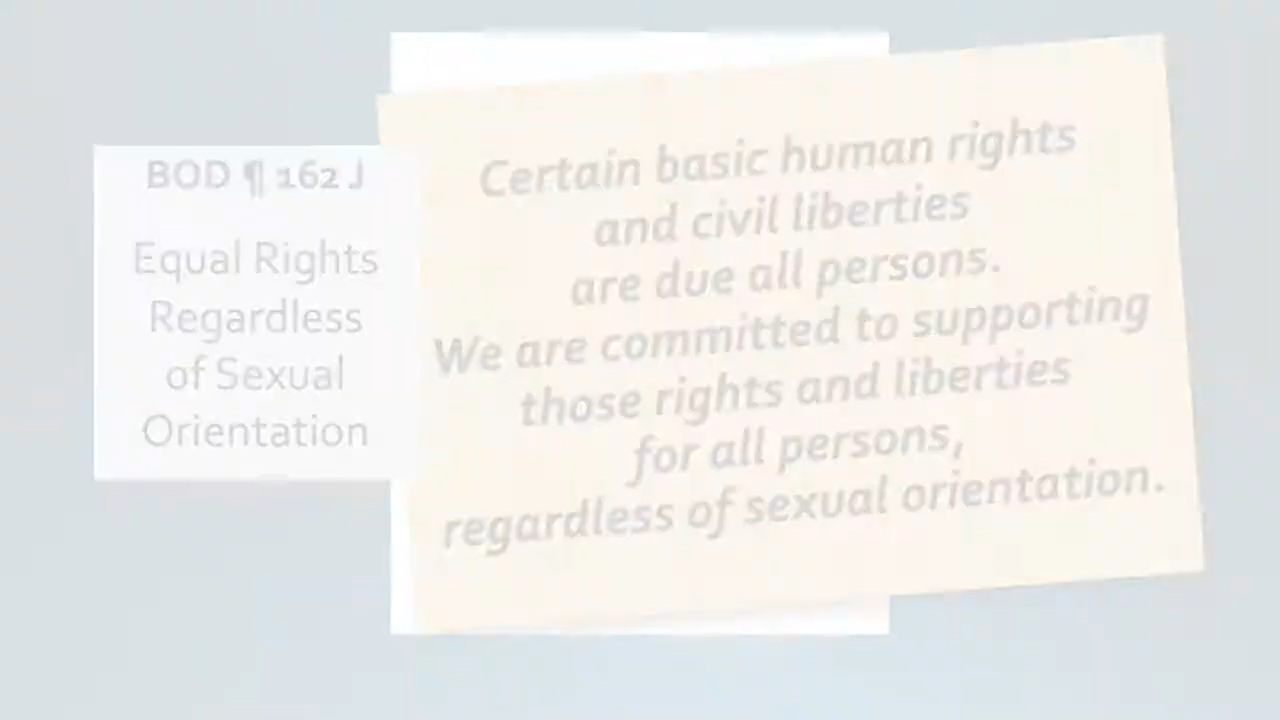 BOD ¶ 162 J
Equal Rights
Regardless
of Sexual
Orientation
Certain basic human rights
and civil liberties
are due all persons.
We are committed to supporting
those rights and liberties
for all persons,
regardless of sexual orientation.